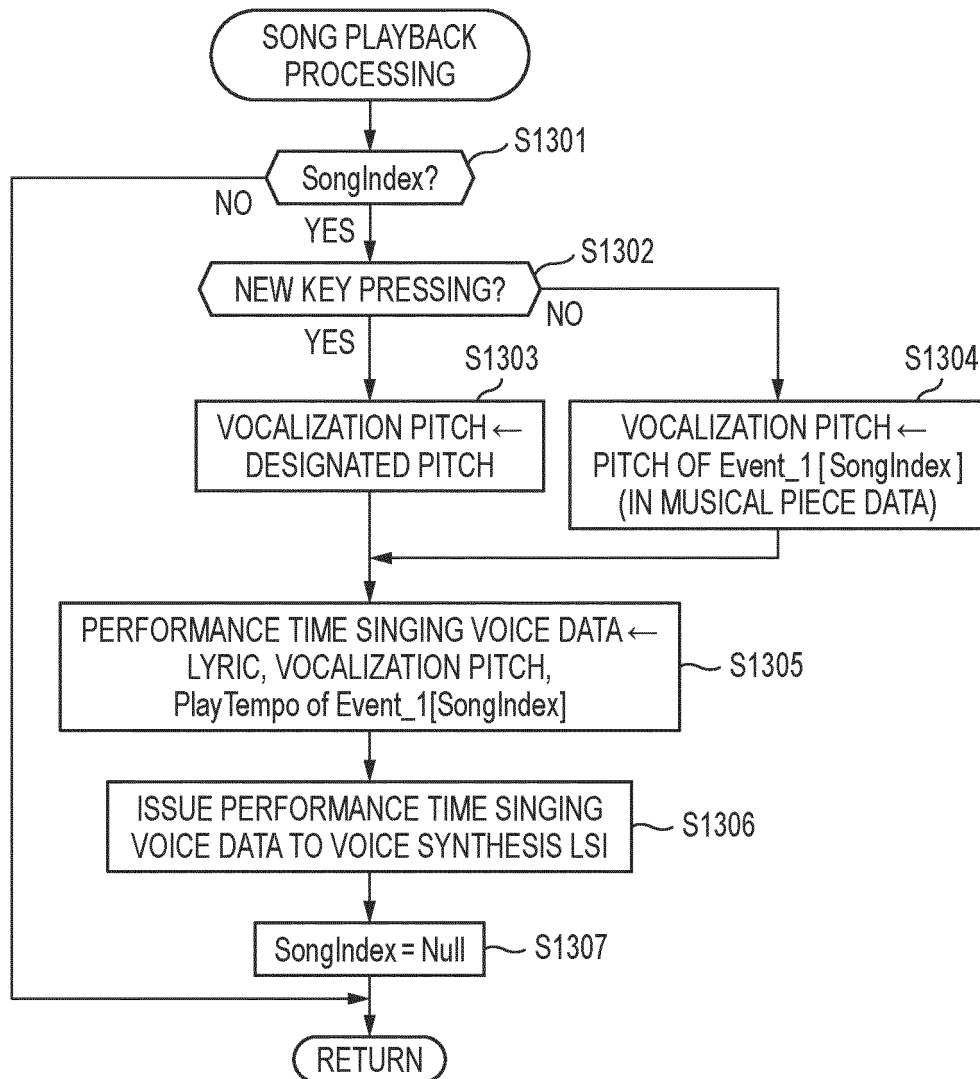 SONG PLAYBACK
PROCESSING
S1301
SongIndex?
NO
YES
S1302
NEW KEY PRESSING?
NO
YES
S1303
VOCALIZATION PITCH ←
DESIGNATED PITCH
S1304
VOCALIZATION PITCH ←
PITCH OF Event_1 [SongIndex]
(IN MUSICAL PIECE DATA)
PERFORMANCE TIME SINGING VOICE DATA ←
LYRIC, VOCALIZATION PITCH,
PlayTempo of Event_1[SongIndex]
S1305
ISSUE PERFORMANCE TIME SINGING
VOICE DATA TO VOICE SYNTHESIS LSI
S1306
SongIndex = Null
S1307
RETURN